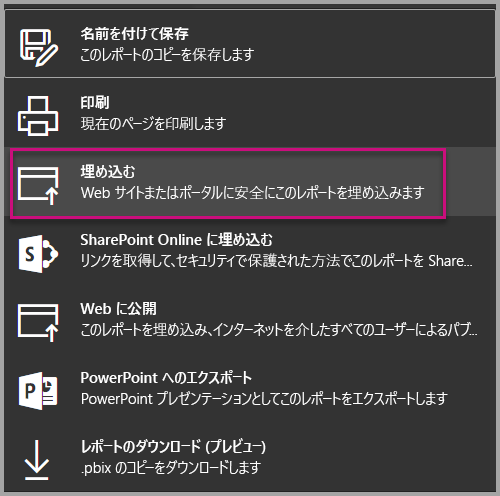 名前を付けて保存
このレポートのコピーを保存します
印刷
現在のページを印刷します
埋め込む
Web サイトまたはポータルに安全にこのレポートを埋め込みます
SharePoint Online に埋め込む
リンクを取得して、セキュリティで保護された方法でこのレポートを Share...
Web に公開
このレポートを埋め込み、インターネットを介したすべてのユーザーによるパブ...
PowerPoint へのエクスポート
PowerPoint プレゼンテーションとしてこのレポートをエクスポートします
レポートのダウンロード (プレビュー)
.pbix のコピーをダウンロードします